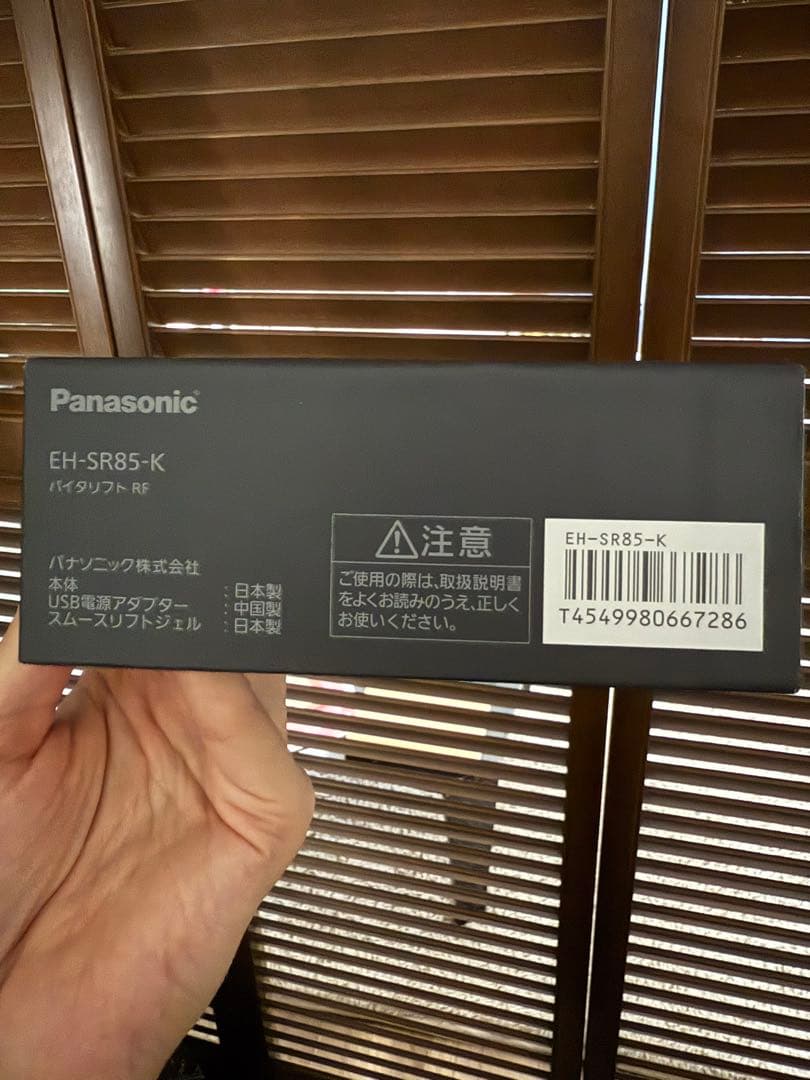 Panasonic®
EH-SR85-K
バイタリフト RF
パナソニック株式会社
本体 : 日本製
USB電源アダプター : 中国製
スムースリフトジェル : 日本製
⚠注意
ご使用の際は、取扱説明書
をよくお読みのうえ、正しく
お使いください。
EH-SR85-K
T4549980667286